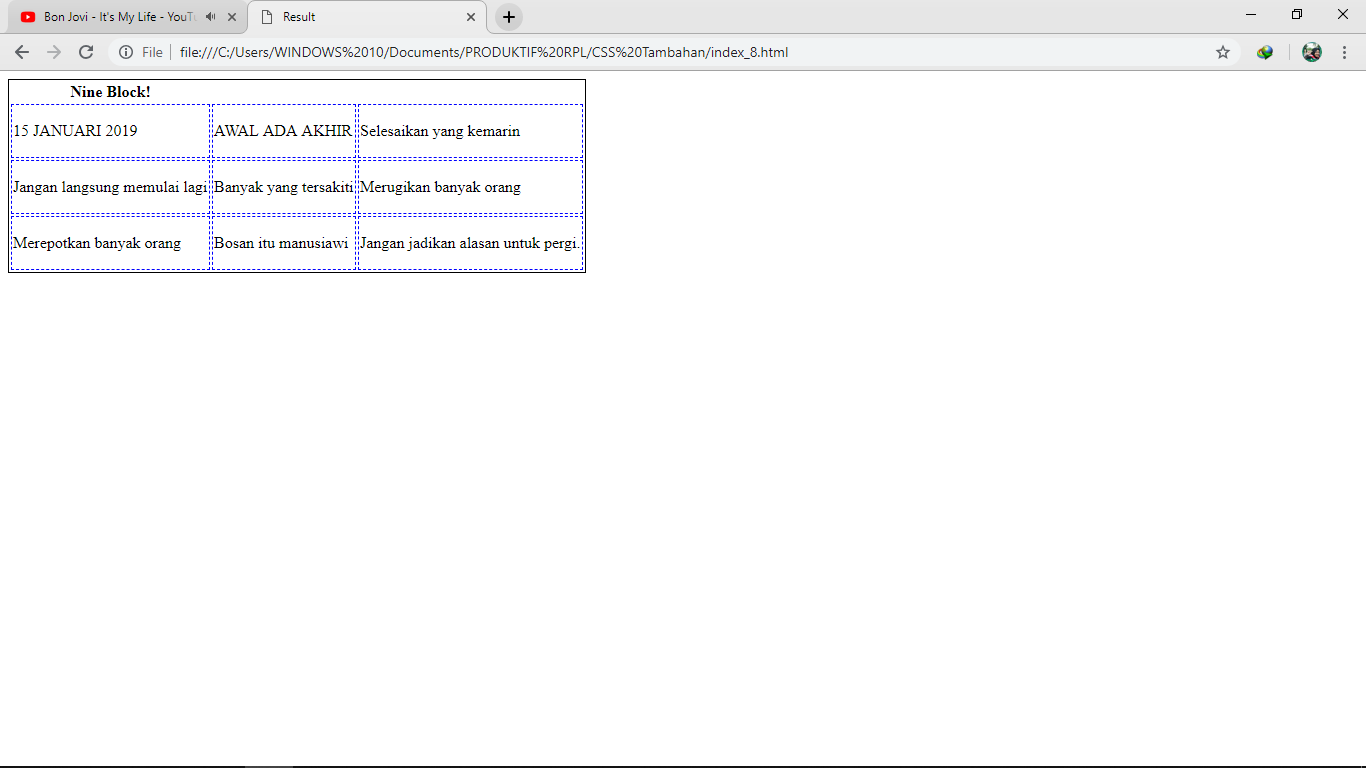 Bon Jovi - It's My Life - YouT
Result
File file:///C:/Users/WINDOWS%2010/Documents/PRODUKTIF%20RPL/CSS%20Tambahan/index_8.html
Nine Block!
15 JANUARI 2019 AWAL ADA AKHIR Selesaikan yang kemarin
Jangan langsung memulai lagi Banyak yang tersakiti Merugikan banyak orang
Merepotkan banyak orang Bosan itu manusiawi Jangan jadikan alasan untuk pergi.